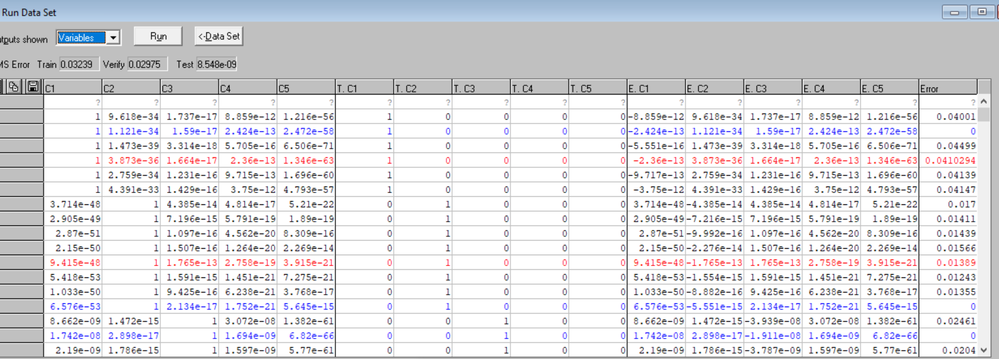 Run Data Set
utputs shown Variables Run <-Data Set
MS Error Train 0.03239 Verify 0.02975 Test 8.548e-09
C1 C2 C3 C4 C5 T. C1 T. C2 T. C3 T. C4 T. C5 E. C1 E. C2 E. C3 E. C4 E. C5 Error
? ? ? ? ? ? ? ? ? ? ? ? ? ? ? ?
1 9.618e-34 1.737e-17 8.859e-12 1.216e-56 1 0 0 0 0 -8.859e-12 9.618e-34 1.737e-17 8.859e-12 1.216e-56 0.04001
1 1.121e-34 1.59e-17 2.424e-13 2.472e-58 1 0 0 0 0 -2.424e-13 1.121e-34 1.59e-17 2.424e-13 2.472e-58 0
1 1.473e-39 3.314e-18 5.705e-16 6.506e-71 1 0 0 0 0 -5.551e-16 1.473e-39 3.314e-18 5.705e-16 6.506e-71 0.04499
1 3.873e-36 1.664e-17 2.36e-13 1.346e-63 1 0 0 0 0 -2.36e-13 3.873e-36 1.664e-17 2.36e-13 1.346e-63 0.0410294
1 2.759e-34 1.231e-16 9.715e-13 1.696e-60 1 0 0 0 0 -9.717e-13 2.759e-34 1.231e-16 9.715e-13 1.696e-60 0.04139
1 4.391e-33 1.429e-16 3.75e-12 4.793e-57 1 0 0 0 0 -3.75e-12 4.391e-33 1.429e-16 3.75e-12 4.793e-57 0.04147
3.714e-48 1 4.385e-14 4.814e-17 5.21e-22 0 1 0 0 0 3.714e-48 -4.385e-14 4.385e-14 4.814e-17 5.21e-22 0.017
2.905e-49 1 7.196e-15 5.791e-19 1.89e-19 0 1 0 0 0 2.905e-49 -7.216e-15 7.196e-15 5.791e-19 1.89e-19 0.01411
2.87e-51 1 1.097e-16 4.562e-20 8.309e-16 0 1 0 0 0 2.87e-51 -9.992e-16 1.097e-16 4.562e-20 8.309e-16 0.01439
2.15e-50 1 1.507e-16 1.264e-20 2.269e-14 0 1 0 0 0 2.15e-50 -2.276e-14 1.507e-16 1.264e-20 2.269e-14 0.01566
9.415e-48 1 1.765e-13 2.758e-19 3.915e-21 0 1 0 0 0 9.415e-48 -1.765e-13 1.765e-13 2.758e-19 3.915e-21 0.01389
5.418e-53 1 1.591e-15 1.451e-21 7.275e-21 0 1 0 0 0 5.418e-53 -1.554e-15 1.591e-15 1.451e-21 7.275e-21 0.01243
1.033e-50 1 9.425e-16 6.238e-21 3.768e-17 0 1 0 0 0 1.033e-50 -8.882e-16 9.425e-16 6.238e-21 3.768e-17 0.01355
6.576e-53 1 2.134e-17 1.752e-21 5.645e-15 0 1 0 0 0 6.576e-53 -5.551e-15 2.134e-17 1.752e-21 5.645e-15 0
8.662e-09 1.472e-15 1 3.072e-08 1.382e-61 0 0 1 0 0 8.662e-09 1.472e-15 -3.939e-08 3.072e-08 1.382e-61 0.02461
1.742e-08 2.898e-17 1 1.694e-09 6.82e-66 0 0 1 0 0 1.742e-08 2.898e-17 -1.911e-08 1.694e-09 6.82e-66 0
2.19e-09 1.786e-15 1 1.597e-09 5.77e-61 0 0 1 0 0 2.19e-09 1.786e-15 -3.787e-09 1.597e-09 5.77e-61 0.0204